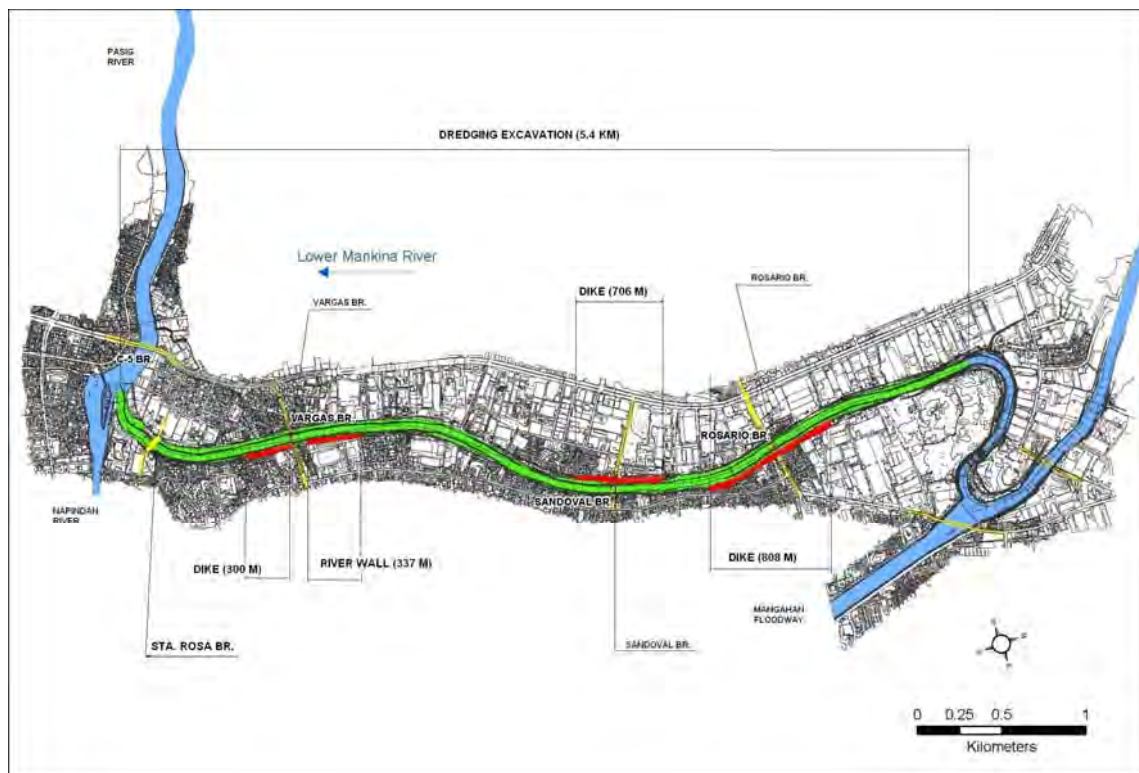 PASIG
RIVER
DREDGING EXCAVATION (5.4 KM)
Lower Marikina River
VARGAS BR.
DIKE (706 M)
ROSARIO BR.
C-5 BR.
VARGAS BR.
ROSARIO BR.
SANDOVAL BR.
NAPINDAN
RIVER
DIKE (300 M)
RIVER WALL (337 M)
DIKE (808 M)
MANGAHAN
FLOODWAY
STA. ROSA BR.
SANDOVAL BR.
0 0.25 0.5 1
Kilometers